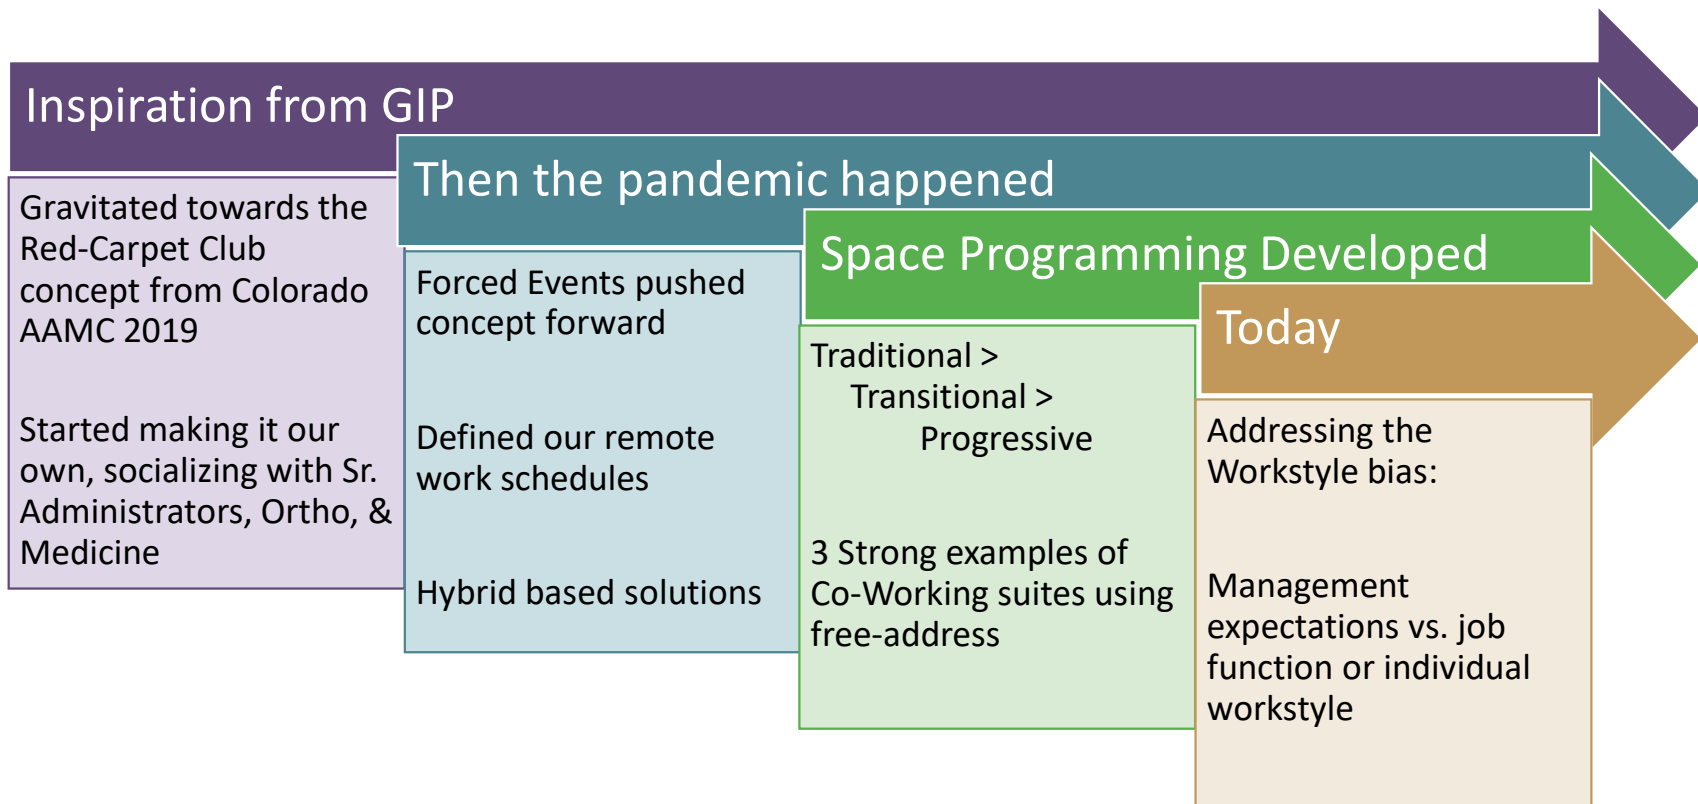 Inspiration from GIP
Gravitated towards the
Red-Carpet Club
concept from Colorado
AAMC 2019
Started making it our
own, socializing with Sr.
Administrators, Ortho, &
Medicine
Then the pandemic happened
Forced Events pushed
concept forward
Defined our remote
work schedules
Hybrid based solutions
Space Programming Developed
Traditional >
Transitional >
Progressive
3 Strong examples of
Co-Working suites using
free-address
Today
Addressing the
Workstyle bias:
Management
expectations vs. job
function or individual
workstyle